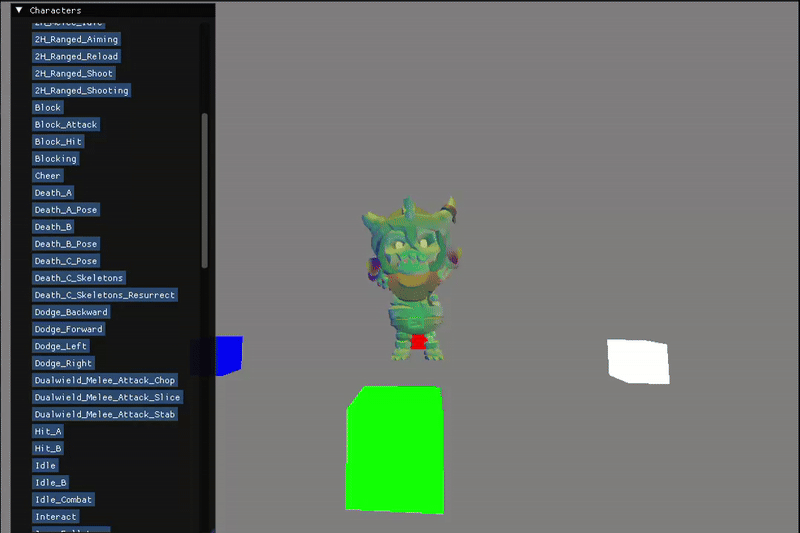 Characters
2H_Melee_Idle
2H_Ranged_Aiming
2H_Ranged_Reload
2H_Ranged_Shoot
2H_Ranged_Shooting
Block
Block_Attack
Block_Hit
Blocking
Cheer
Death_A
Death_A_Pose
Death_B
Death_B_Pose
Death_C_Pose
Death_C_Skeletons
Death_C_Skeletons_Resurrect
Dodge_Backward
Dodge_Forward
Dodge_Left
Dodge_Right
Dualwield_Melee_Attack_Chop
Dualwield_Melee_Attack_Slice
Dualwield_Melee_Attack_Stab
Hit_A
Hit_B
Idle
Idle_B
Idle_Combat
Interact